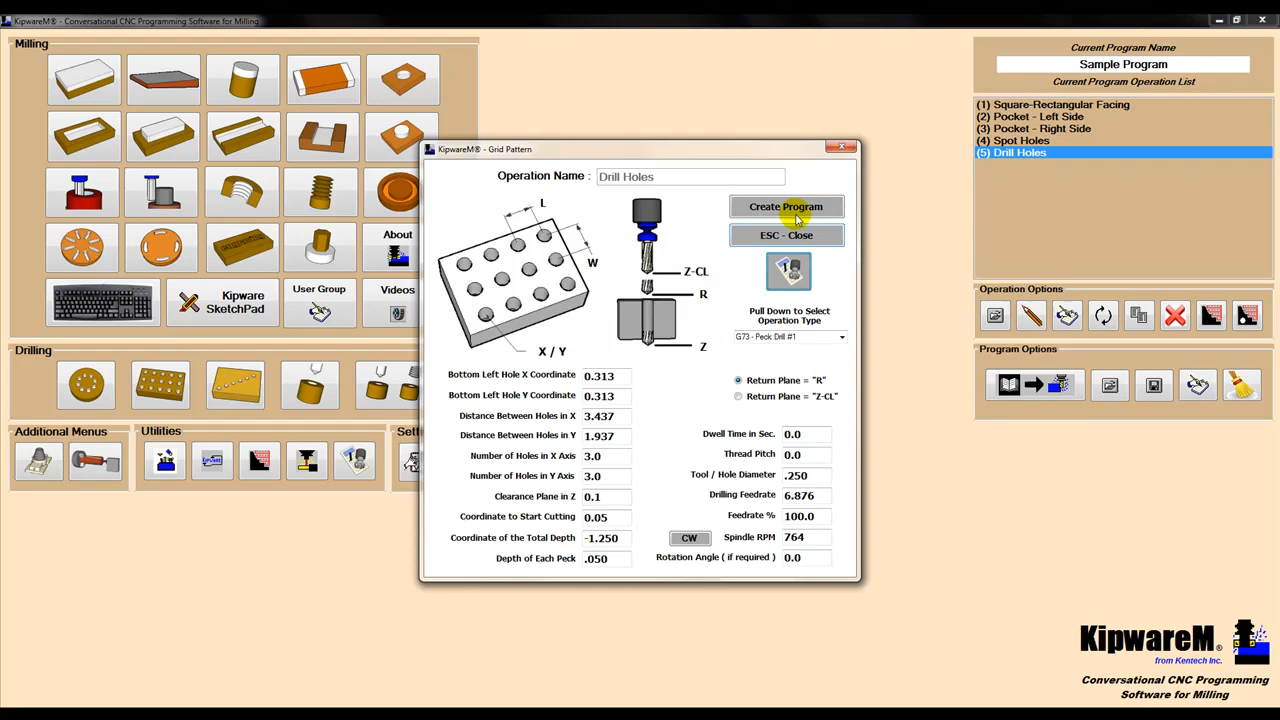 KipwareM® - Conversational CNC Programming Software for Milling
Milling
About
Kipware
SketchPad
User Group
Videos
Drilling
Additional Menus
Utilities
Sett
KipwareM® - Grid Pattern
Operation Name : Drill Holes
L
W
X / Y
Z-CL
R
Z
Create Program
ESC - Close
Pull Down to Select
Operation Type
G73 - Peck Drill #1
Return Plane = "R"
Return Plane = "Z-CL"
Bottom Left Hole X Coordinate 0.313
Bottom Left Hole Y Coordinate 0.313
Distance Between Holes in X 3.437
Distance Between Holes in Y 1.937
Number of Holes in X Axis 3.0
Number of Holes in Y Axis 3.0
Clearance Plane in Z 0.1
Coordinate to Start Cutting 0.05
Coordinate of the Total Depth -1.250
Depth of Each Peck .050
Dwell Time in Sec. 0.0
Thread Pitch 0.0
Tool / Hole Diameter .250
Drilling Feedrate 6.876
Feedrate % 100.0
CW Spindle RPM 764
Rotation Angle ( if required ) 0.0
Current Program Name
Sample Program
Current Program Operation List
(1) Square-Rectangular Facing
(2) Pocket - Left Side
(3) Pocket - Right Side
(4) Spot Holes
(5) Drill Holes
Operation Options
Program Options
KipwareM®
from Kentech Inc.
Conversational CNC Programming
Software for Milling